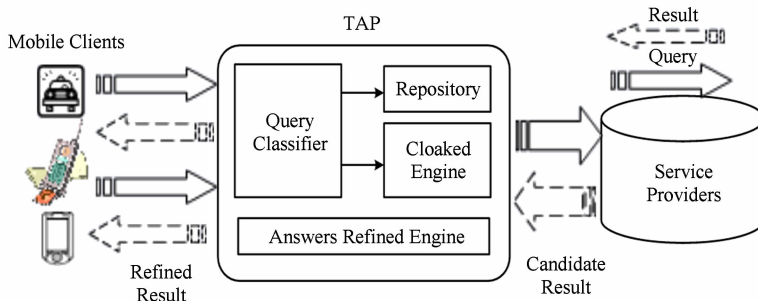 TAP
Result
Mobile Clients
Query
Query
Classifier
Repository
Cloaked
Engine
Service
Providers
Answers Refined Engine
Refined
Result
Candidate
Result